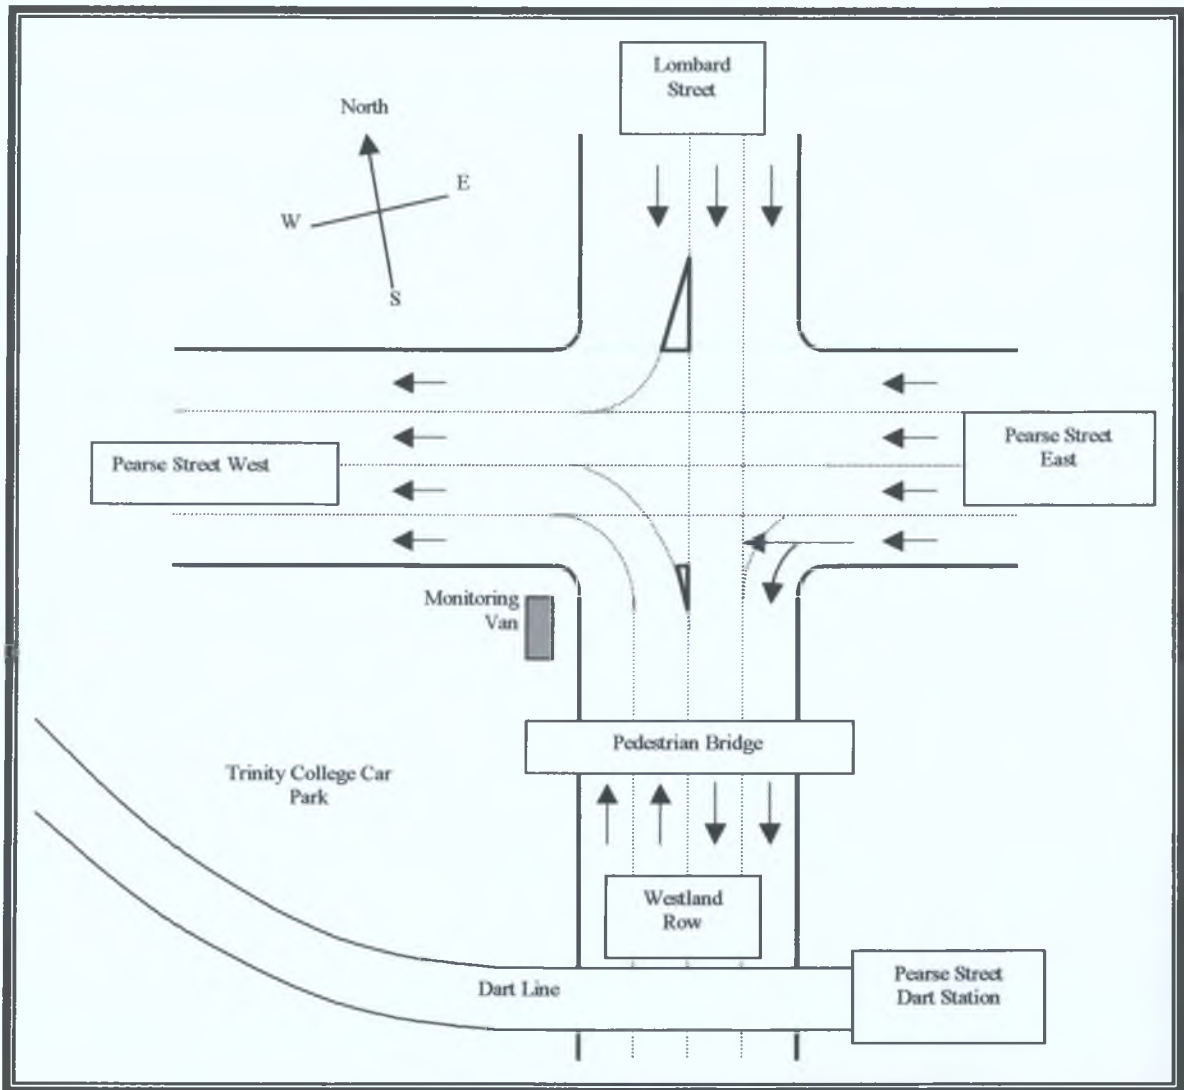 Lombard
Street
North
E
W
S
Pearse Street West
Pearse Street
East
Monitoring
Van
Pedestrian Bridge
Trinity College Car
Park
Westland
Row
Dart Line
Pearse Street
Dart Station